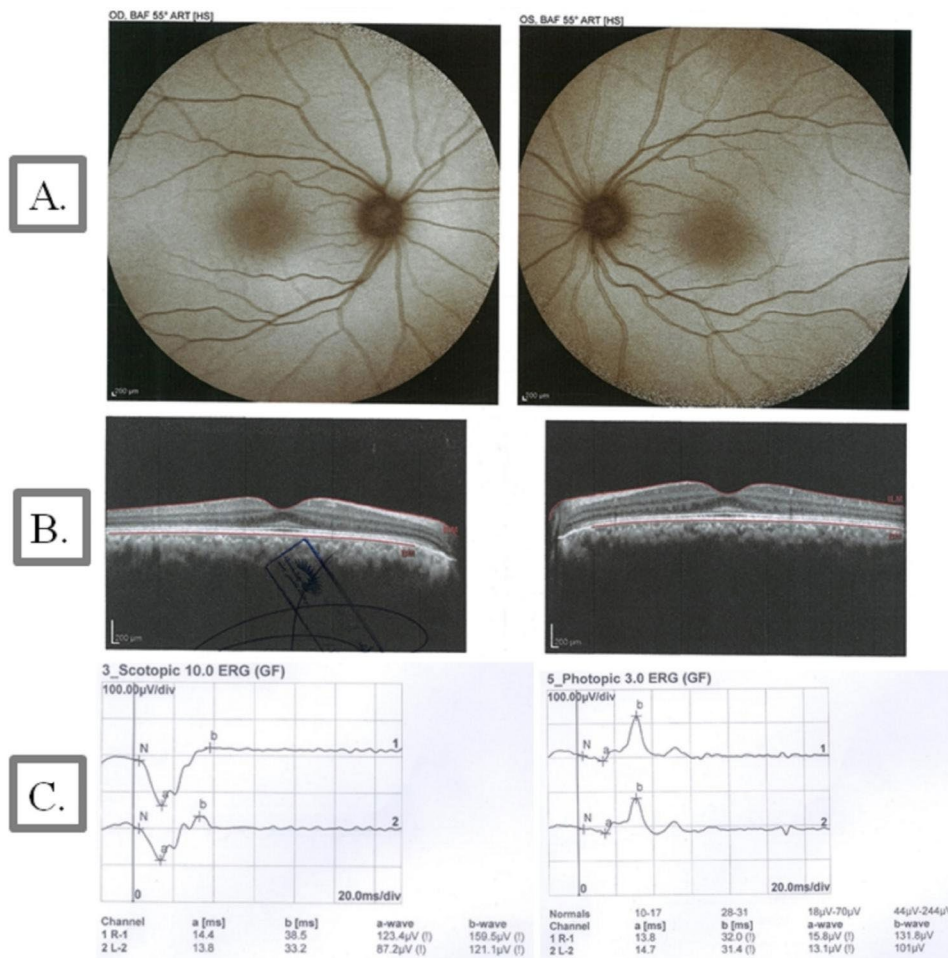 OD, BAF 55° ART [HS]
OS, BAF 55° ART [HS]
A.
200 µm
200 µm
B.
200 µm
200 µm
C.
3_Scotopic 10.0 ERG (GF)
100.00µV/div
N
a
b
1
N
a
b
2
0
20.0ms/div
Channel a [ms] b [ms] a-wave b-wave
1 R-1 14.4 38.5 123.4µV (!) 159.5µV (!)
2 L-2 13.8 33.2 87.2µV (!) 121.1µV (!)
5_Photopic 3.0 ERG (GF)
100.00µV/div
N
a
b
1
N
a
b
2
0
20.0ms/div
Normals 10-17 28-31 18µV-70µV 44µV-244µ
Channel a [ms] b [ms] a-wave b-wave
1 R-1 13.8 32.0 (!) 15.8µV (!) 131.8µV
2 L-2 14.7 31.4 (!) 13.1µV (!) 101µV